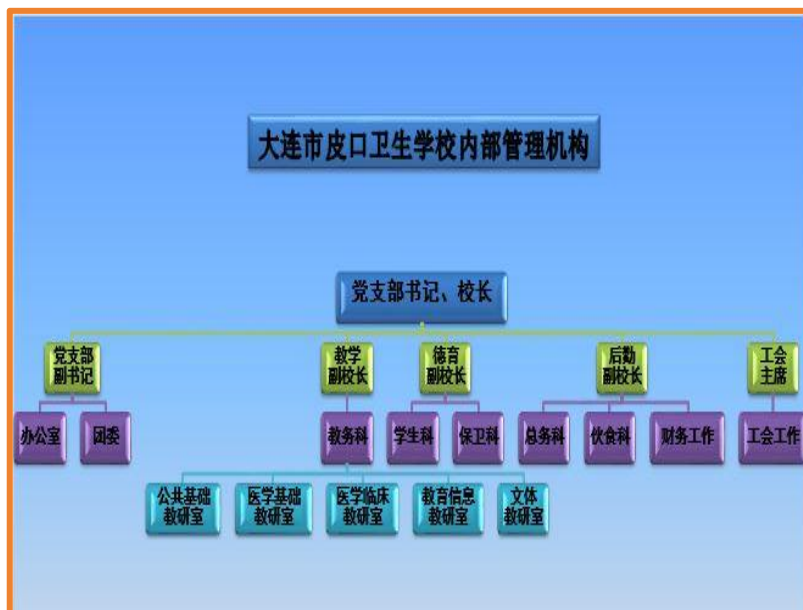 大连市皮口卫生学校内部管理机构
党支部书记、校长
党支部
副书记
教学
副校长
德育
副校长
后勤
副校长
工会
主席
办公室
团委
教务科
学生科
保卫科
总务科
伙食科
财务工作
工会工作
公共基础
教研室
医学基础
教研室
医学临床
教研室
教育信息
教研室
文体
教研室